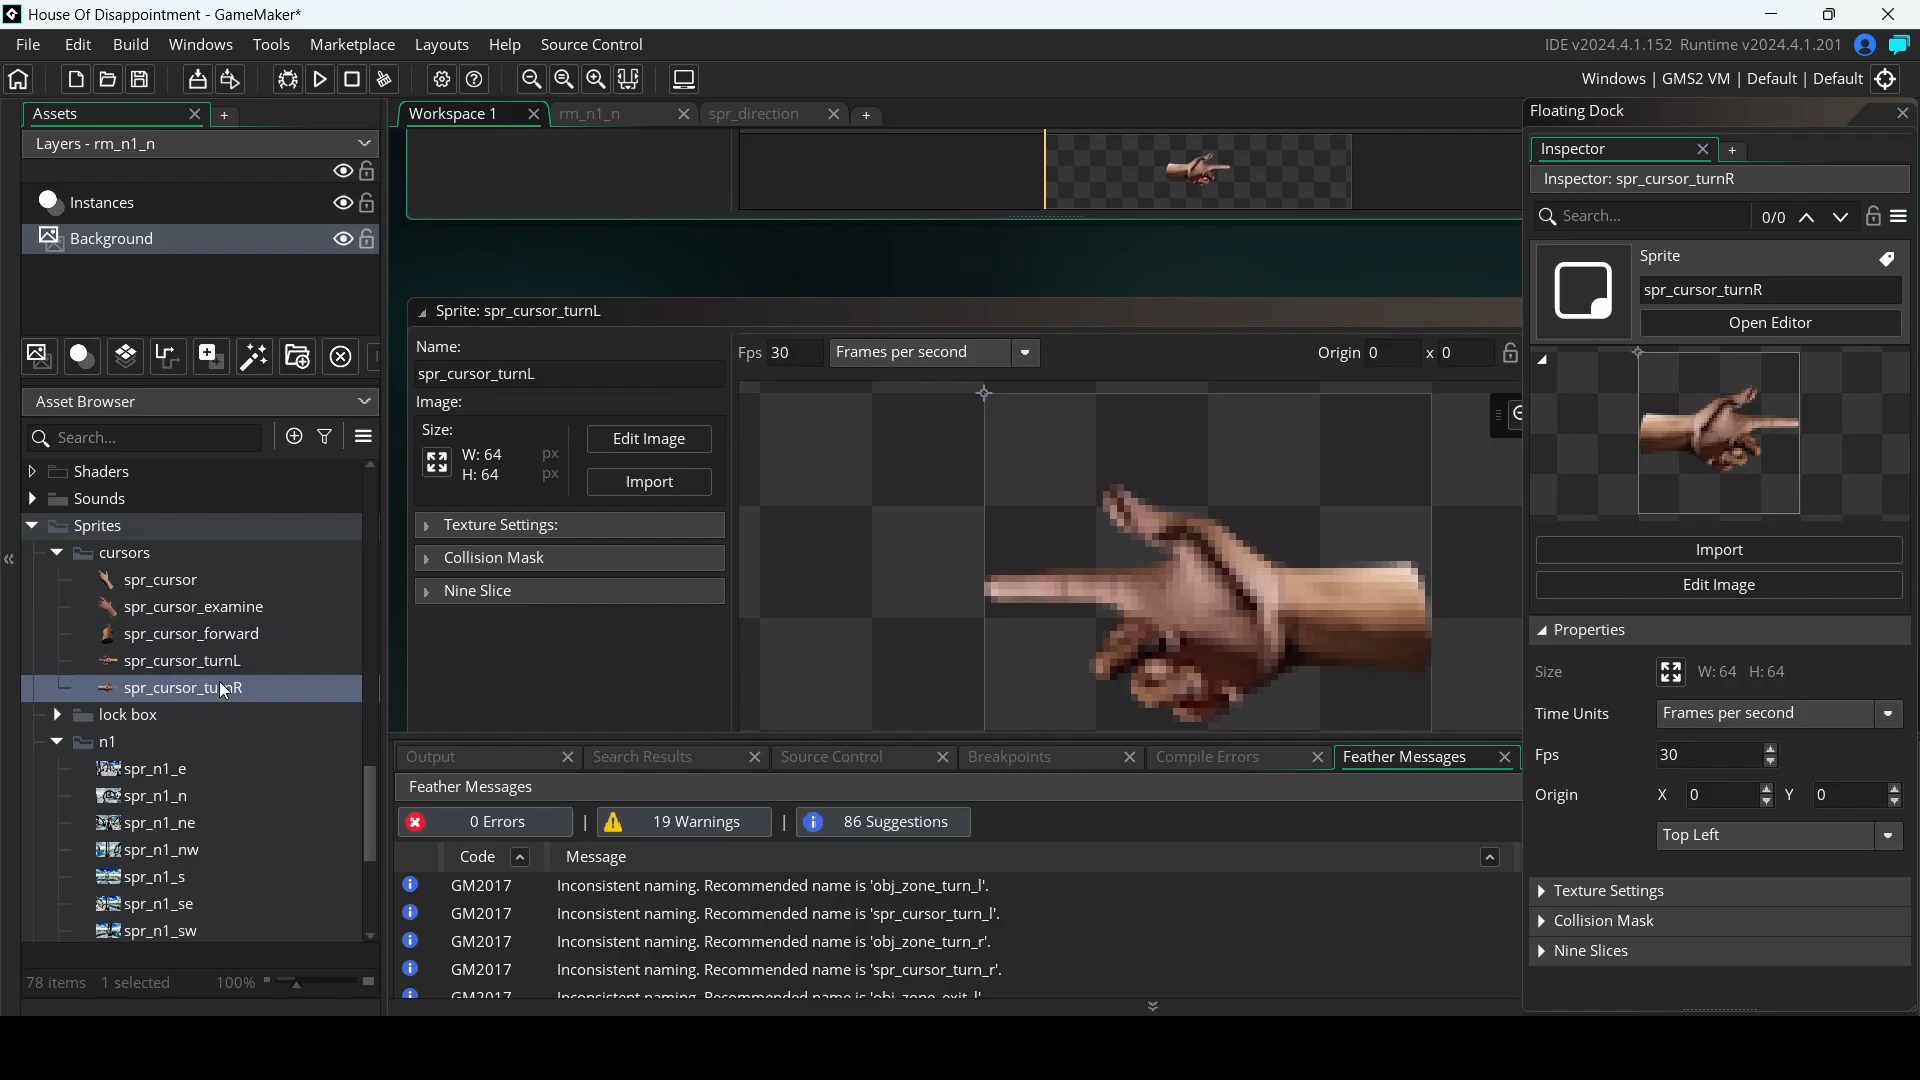 House Of Disappointment - GameMaker*
File Edit Build Windows Tools Marketplace Layouts Help Source Control
IDE v2024.4.1.152 Runtime v2024.4.1.201
Windows | GMS2 VM | Default | Default
Assets
Workspace 1
rm_n1_n
spr_direction
Floating Dock
Layers - rm_n1_n
Instances
Background
Inspector
Inspector: spr_cursor_turnR
Search...
0/0
Sprite
spr_cursor_turnR
Open Editor
Sprite: spr_cursor_turnL
Name:
spr_cursor_turnL
Fps 30 Frames per second
Origin 0 x 0
Image:
Size:
W: 64 px
H: 64 px
Edit Image
Import
Texture Settings:
Collision Mask
Nine Slice
Asset Browser
Search...
Shaders
Sounds
Sprites
cursors
spr_cursor
spr_cursor_examine
spr_cursor_forward
spr_cursor_turnL
spr_cursor_tu R
lock box
n1
spr_n1_e
spr_n1_n
spr_n1_ne
spr_n1_nw
spr_n1_s
spr_n1_se
spr_n1_sw
78 items 1 selected 100%
Output
Search Results
Source Control
Breakpoints
Compile Errors
Feather Messages
Feather Messages
0 Errors | 19 Warnings | 86 Suggestions
Code Message
GM2017 Inconsistent naming. Recommended name is 'obj_zone_turn_l'.
GM2017 Inconsistent naming. Recommended name is 'spr_cursor_turn_l'.
GM2017 Inconsistent naming. Recommended name is 'obj_zone_turn_r'.
GM2017 Inconsistent naming. Recommended name is 'spr_cursor_turn_r'.
GM2017 Inconsistent naming. Recommended name is 'obj_zone_exit_l'.
Import
Edit Image
Properties
Size W: 64 H: 64
Time Units Frames per second
Fps 30
Origin X 0 Y 0
Top Left
Texture Settings
Collision Mask
Nine Slices